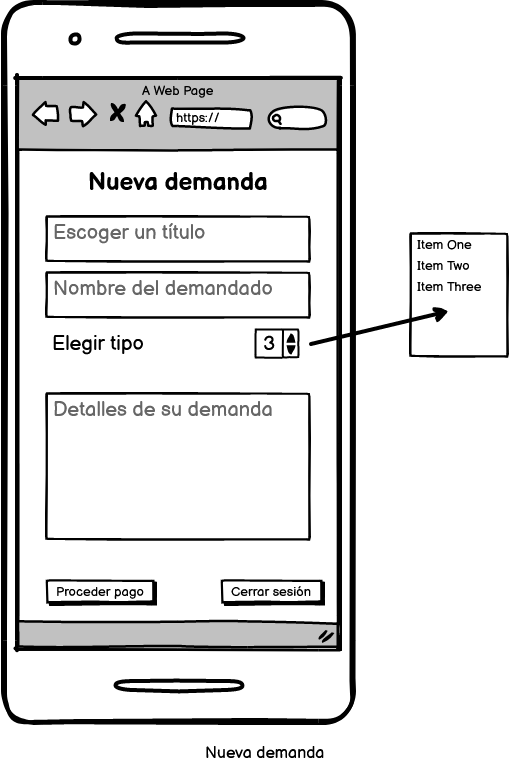 A Web Page
https://
Nueva demanda
Escoger un título
Nombre del demandado
Elegir tipo
3
Item One
Item Two
Item Three
Detalles de su demanda
Proceder pago
Cerrar sesión
Nueva demanda